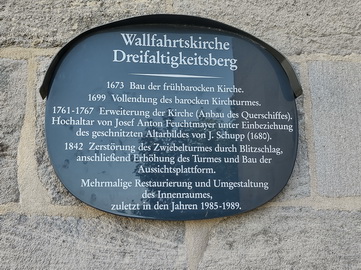 Wallfahrtskirche
Dreifaltigkeitsberg
1673 Bau der frühbarocken Kirche.
1699 Vollendung des barocken Kirchturmes.
1761-1767 Erweiterung der Kirche (Anbau des Querschiffes).
Hochaltar von Josef Anton Feuchtmayer unter Einbeziehung
des geschnitzten Altarbildes von J. Schupp (1680).
1842 Zerstörung des Zwiebelturmes durch Blitzschlag,
anschließend Erhöhung des Turmes und Bau der
Aussichtsplattform.
Mehrmalige Restaurierung und Umgestaltung
des Innenraumes,
zuletzt in den Jahren 1985-1989.